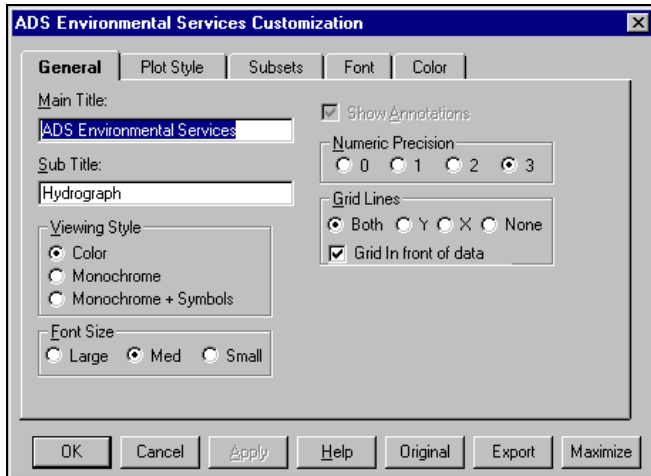 ADS Environmental Services Customization
General Plot Style Subsets Font Color
Main Title:
ADS Environmental Services
Sub Title:
Hydrograph
Viewing Style
Color
Monochrome
Monochrome + Symbols
Font Size
Large Med Small
Show Annotations
Numeric Precision
0 1 2 3
Grid Lines
Both Y X None
Grid In front of data
OK Cancel Apply Help Original Export Maximize